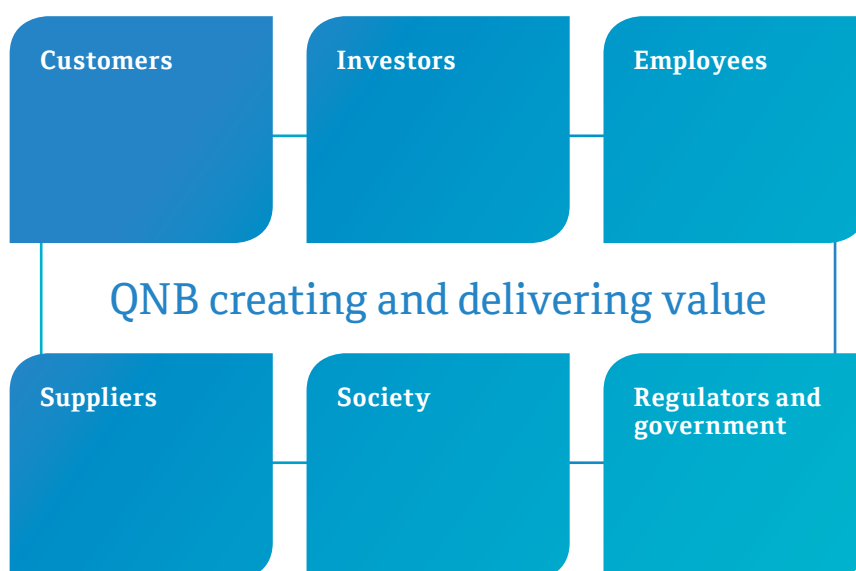 Customers
Investors
Employees
QNB creating and delivering value
Suppliers
Society
Regulators and
government